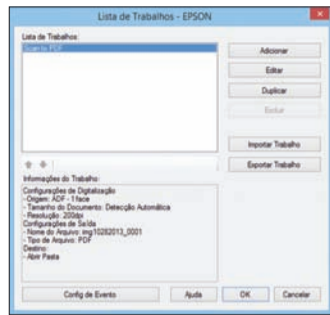 Lista de Trabalhos - EPSON
Lista de Trabalhos:
Scan to PDF
Adicionar
Editar
Duplicar
Excluir
Importar Trabalho
Exportar Trabalho
Informações do Trabalho:
Configurações de Digitalização
- Origem: ADF - 1 face
- Tamanho do Documento: Detecção Automática
- Resolução: 200dpi
Configurações de Saída
- Nome do Arquivo: img10282013_0001
- Tipo de Arquivo: PDF
Destino:
- Abrir Pasta
Config de Evento Ajuda OK Cancelar